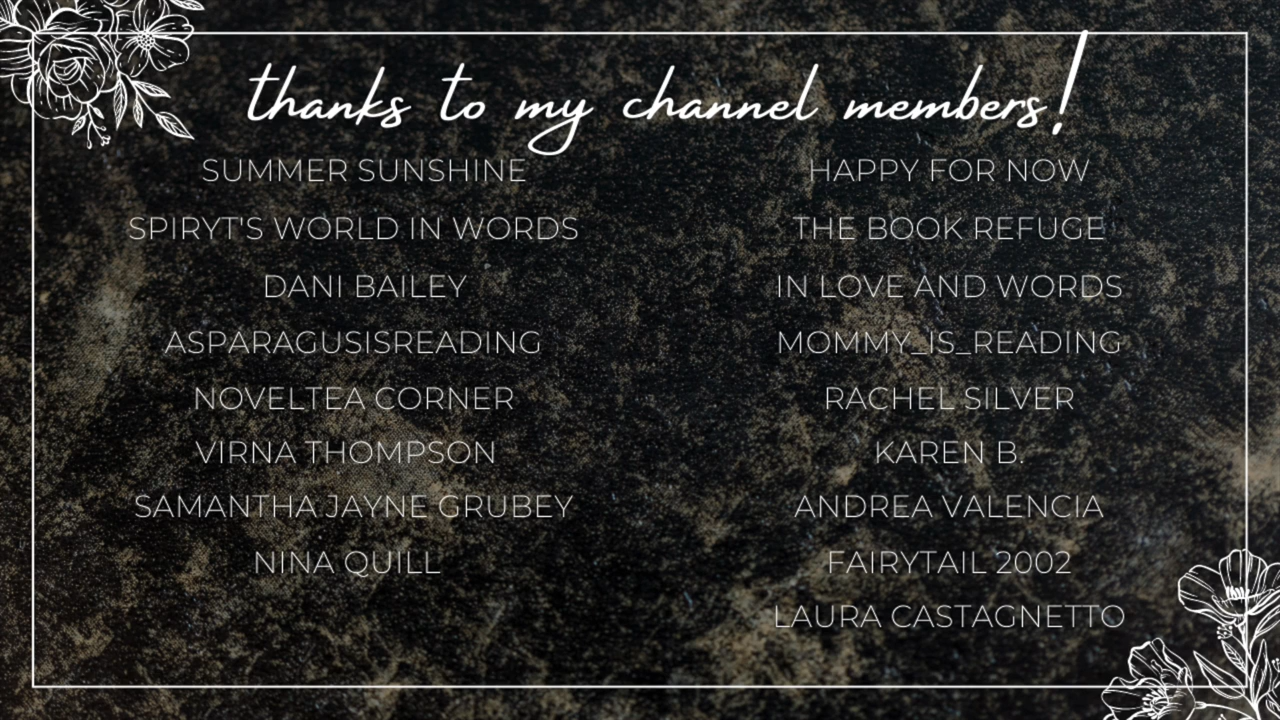 thanks to my channel members!
SUMMER SUNSHINE
SPIRYT'S WORLD IN WORDS
DANI BAILEY
ASPARAGUSISREADING
NOVELTEA CORNER
VIRNA THOMPSON
SAMANTHA JAYNE GRUBEY
NINA QUILL
HAPPY FOR NOW
THE BOOK REFUGE
IN LOVE AND WORDS
MOMMY_IS_READING
RACHEL SILVER
KAREN B.
ANDREA VALENCIA
FAIRYTAIL 2002
LAURA CASTAGNETTO